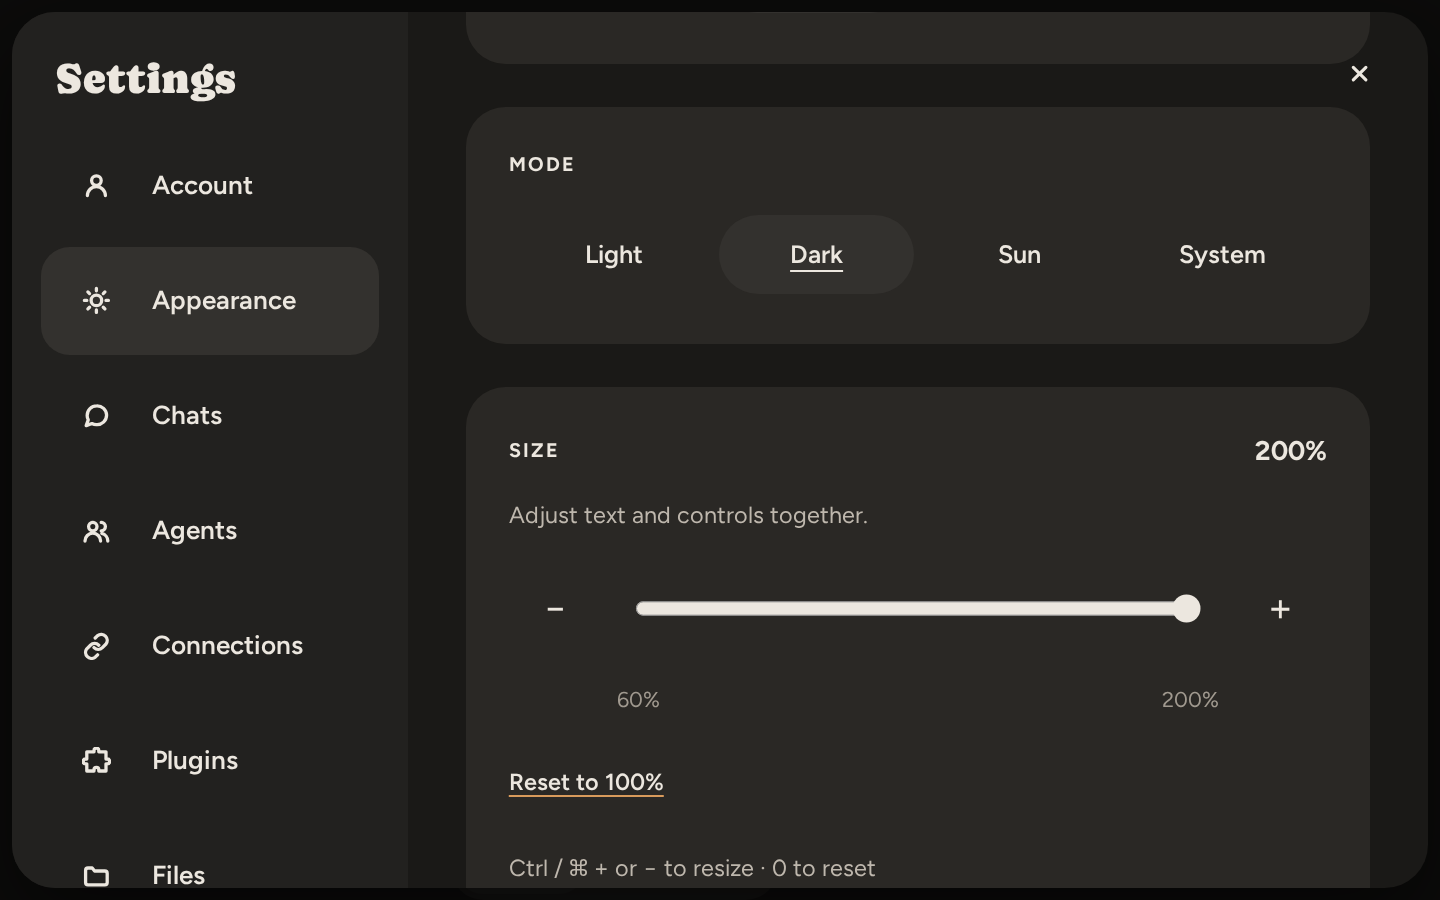 Settings
Account
Appearance
Chats
Agents
Connections
Plugins
Files
MODE
Light
Dark
Sun
System
SIZE
200%
Adjust text and controls together.
− +
60%
200%
Reset to 100%
Ctrl / ⌘ + or − to resize · 0 to reset